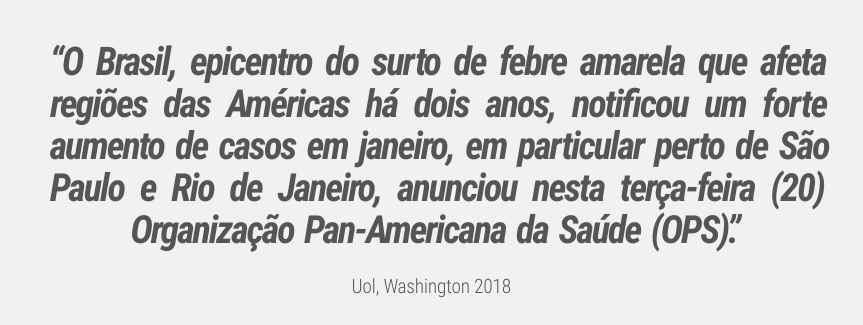 “O Brasil, epicentro do surto de febre amarela que afeta
regiões das Américas há dois anos, notificou um forte
aumento de casos em janeiro, em particular perto de São
Paulo e Rio de Janeiro, anunciou nesta terça-feira (20)
Organização Pan-Americana da Saúde (OPS).”
Uol, Washington 2018